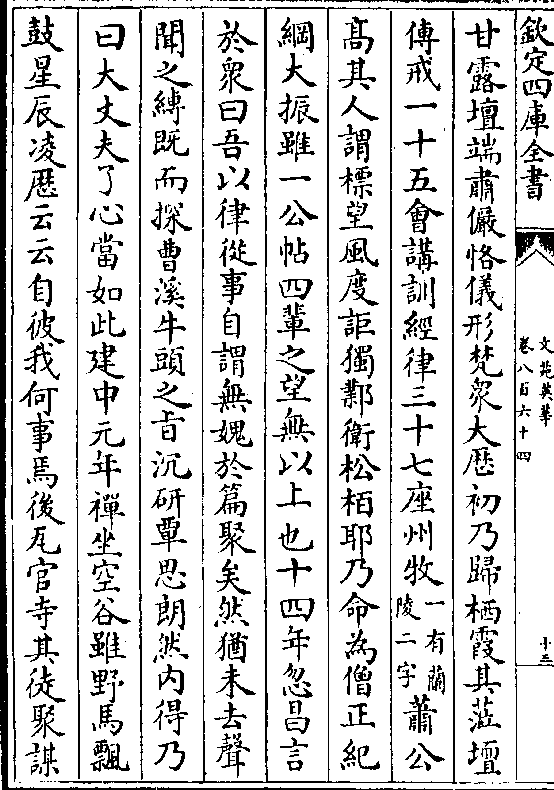 欽定四庫全書
文苑英華
卷八百六十四
十三
甘露壇端肅儼恪儀形梵衆大歷初乃歸栖霞其蒞壇
傳戒一十五會講訓經律三十七座州牧一有蘭陵二字蕭公
髙其人謂標望風度詎獨鄴衛松栢耶乃命為僧正紀
綱大振雖一公帖四輩之望無以上也十四年忽昌言
於衆曰吾以律從事自謂無媿於篇聚矣然猶未去聲
聞之縛既而探曹溪牛頭之㫖沉研覃思朗然内得乃
曰大丈夫了心當如此建中元年禪坐空谷雖野馬飄
鼓星辰凌歴云云自彼我何事焉後瓦官寺其徒聚謀